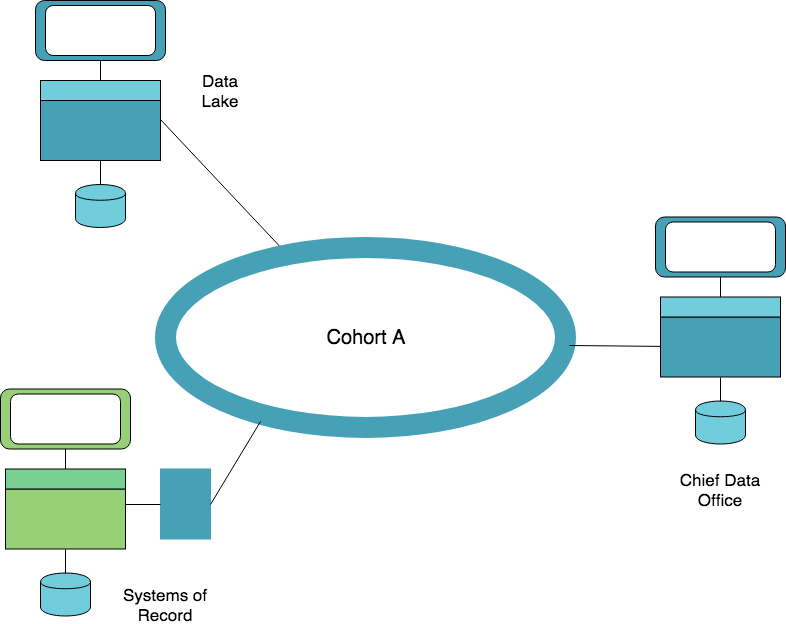 Data
Lake
Cohort A
Chief Data
Office
Systems of
Record